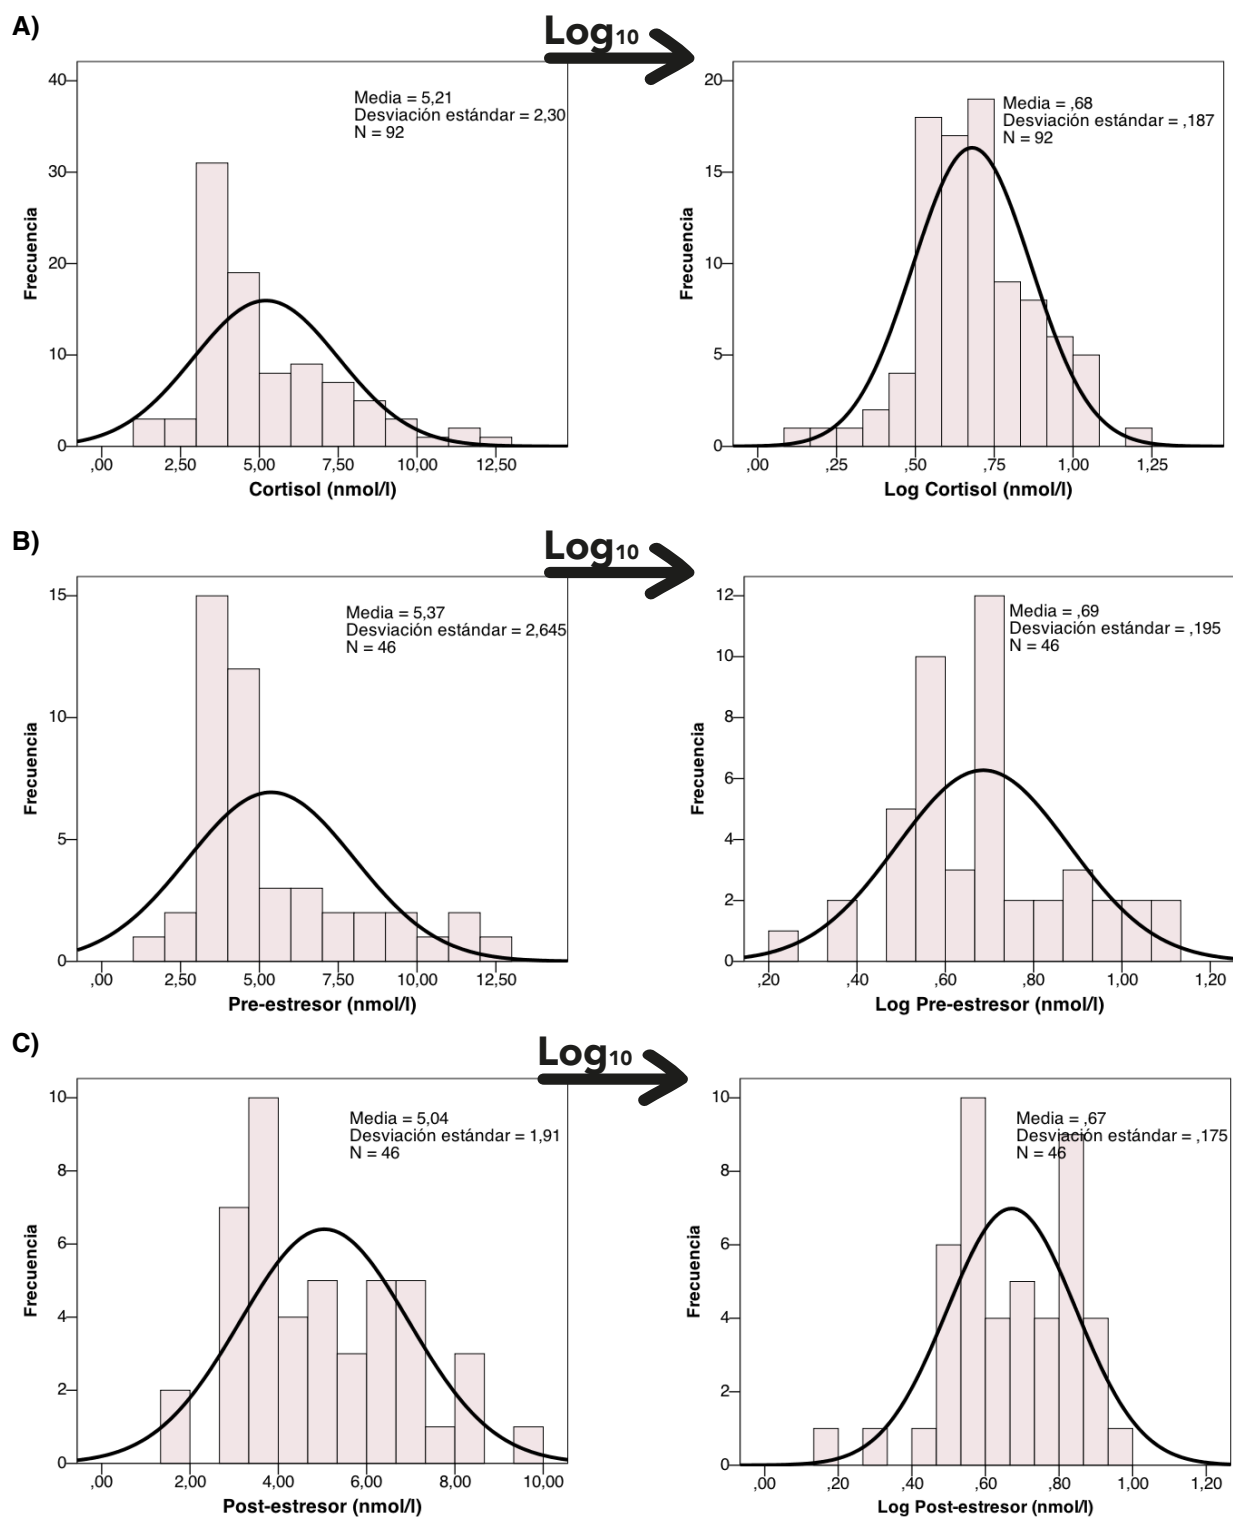 A)
Log10
40
30
20
10
0
Frecuencia
Media = 5,21
Desviación estándar = 2,30
N = 92
,00
2,50
5,00
7,50
10,00
12,50
Cortisol (nmol/l)
20
15
10
5
0
Frecuencia
Media = ,68
Desviación estándar = ,187
N = 92
,00
,25
,50
,75
1,00
1,25
Log Cortisol (nmol/l)
B)
Log10
15
10
5
0
Frecuencia
Media = 5,37
Desviación estándar = 2,645
N = 46
,00
2,50
5,00
7,50
10,00
12,50
Pre-estresor (nmol/l)
12
10
8
6
4
2
0
Frecuencia
Media = ,69
Desviación estándar = ,195
N = 46
,20
,40
,60
,80
1,00
1,20
Log Pre-estresor (nmol/l)
C)
Log10
10
8
6
4
2
0
Frecuencia
Media = 5,04
Desviación estándar = 1,91
N = 46
,00
2,00
4,00
6,00
8,00
10,00
Post-estresor (nmol/l)
10
8
6
4
2
0
Frecuencia
Media = ,67
Desviación estándar = ,175
N = 46
,00
,20
,40
,60
,80
1,00
1,20
Log Post-estresor (nmol/l)